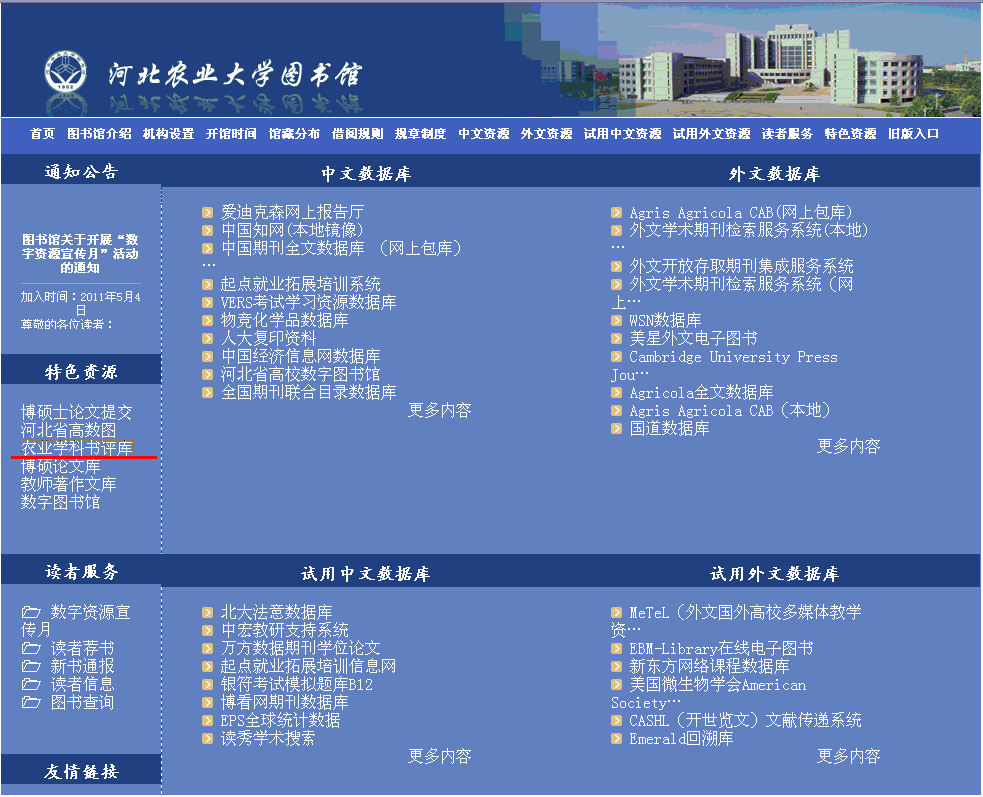 河北农业大学图书馆
1902
首页 图书馆介绍 机构设置 开馆时间 馆藏分布 借阅规则 规章制度 中文资源 外文资源 试用中文资源 试用外文资源 读者服务 特色资源 旧版入口
通知公告
图书馆关于开展“数
字资源宣传月”活动
的通知
加入时间：2011年5月4
日
尊敬的各位读者：
特色资源
博硕士论文提交
河北省高数图
农业学科书评库
博硕论文库
教师著作文库
数字图书馆
读者服务
数字资源宣
传月
读者荐书
新书通报
读者信息
图书查询
友情链接
中文数据库
爱迪克森网上报告厅
中国知网(本地镜像)
中国期刊全文数据库 （网上包库）
…
起点就业拓展培训系统
VERS考试学习资源数据库
物竞化学品数据库
人大复印资料
中国经济信息网数据库
河北省高校数字图书馆
全国期刊联合目录数据库
更多内容
外文数据库
Agris Agricola CAB(网上包库)
外文学术期刊检索服务系统(本地)
…
外文开放存取期刊集成服务系统
外文学术期刊检索服务系统（网
上…
WSN数据库
美星外文电子图书
Cambridge University Press
Jou…
Agricola全文数据库
Agris Agricola CAB（本地）
国道数据库
更多内容
试用中文数据库
北大法意数据库
中宏教研支持系统
万方数据期刊学位论文
起点就业拓展培训信息网
银符考试模拟题库B12
博看网期刊数据库
EPS全球统计数据
读秀学术搜索
更多内容
试用外文数据库
MeTeL（外文国外高校多媒体教学
资…
EBM-Library在线电子图书
新东方网络课程数据库
美国微生物学会American
Society…
CASHL（开世览文）文献传递系统
Emerald回溯库
更多内容